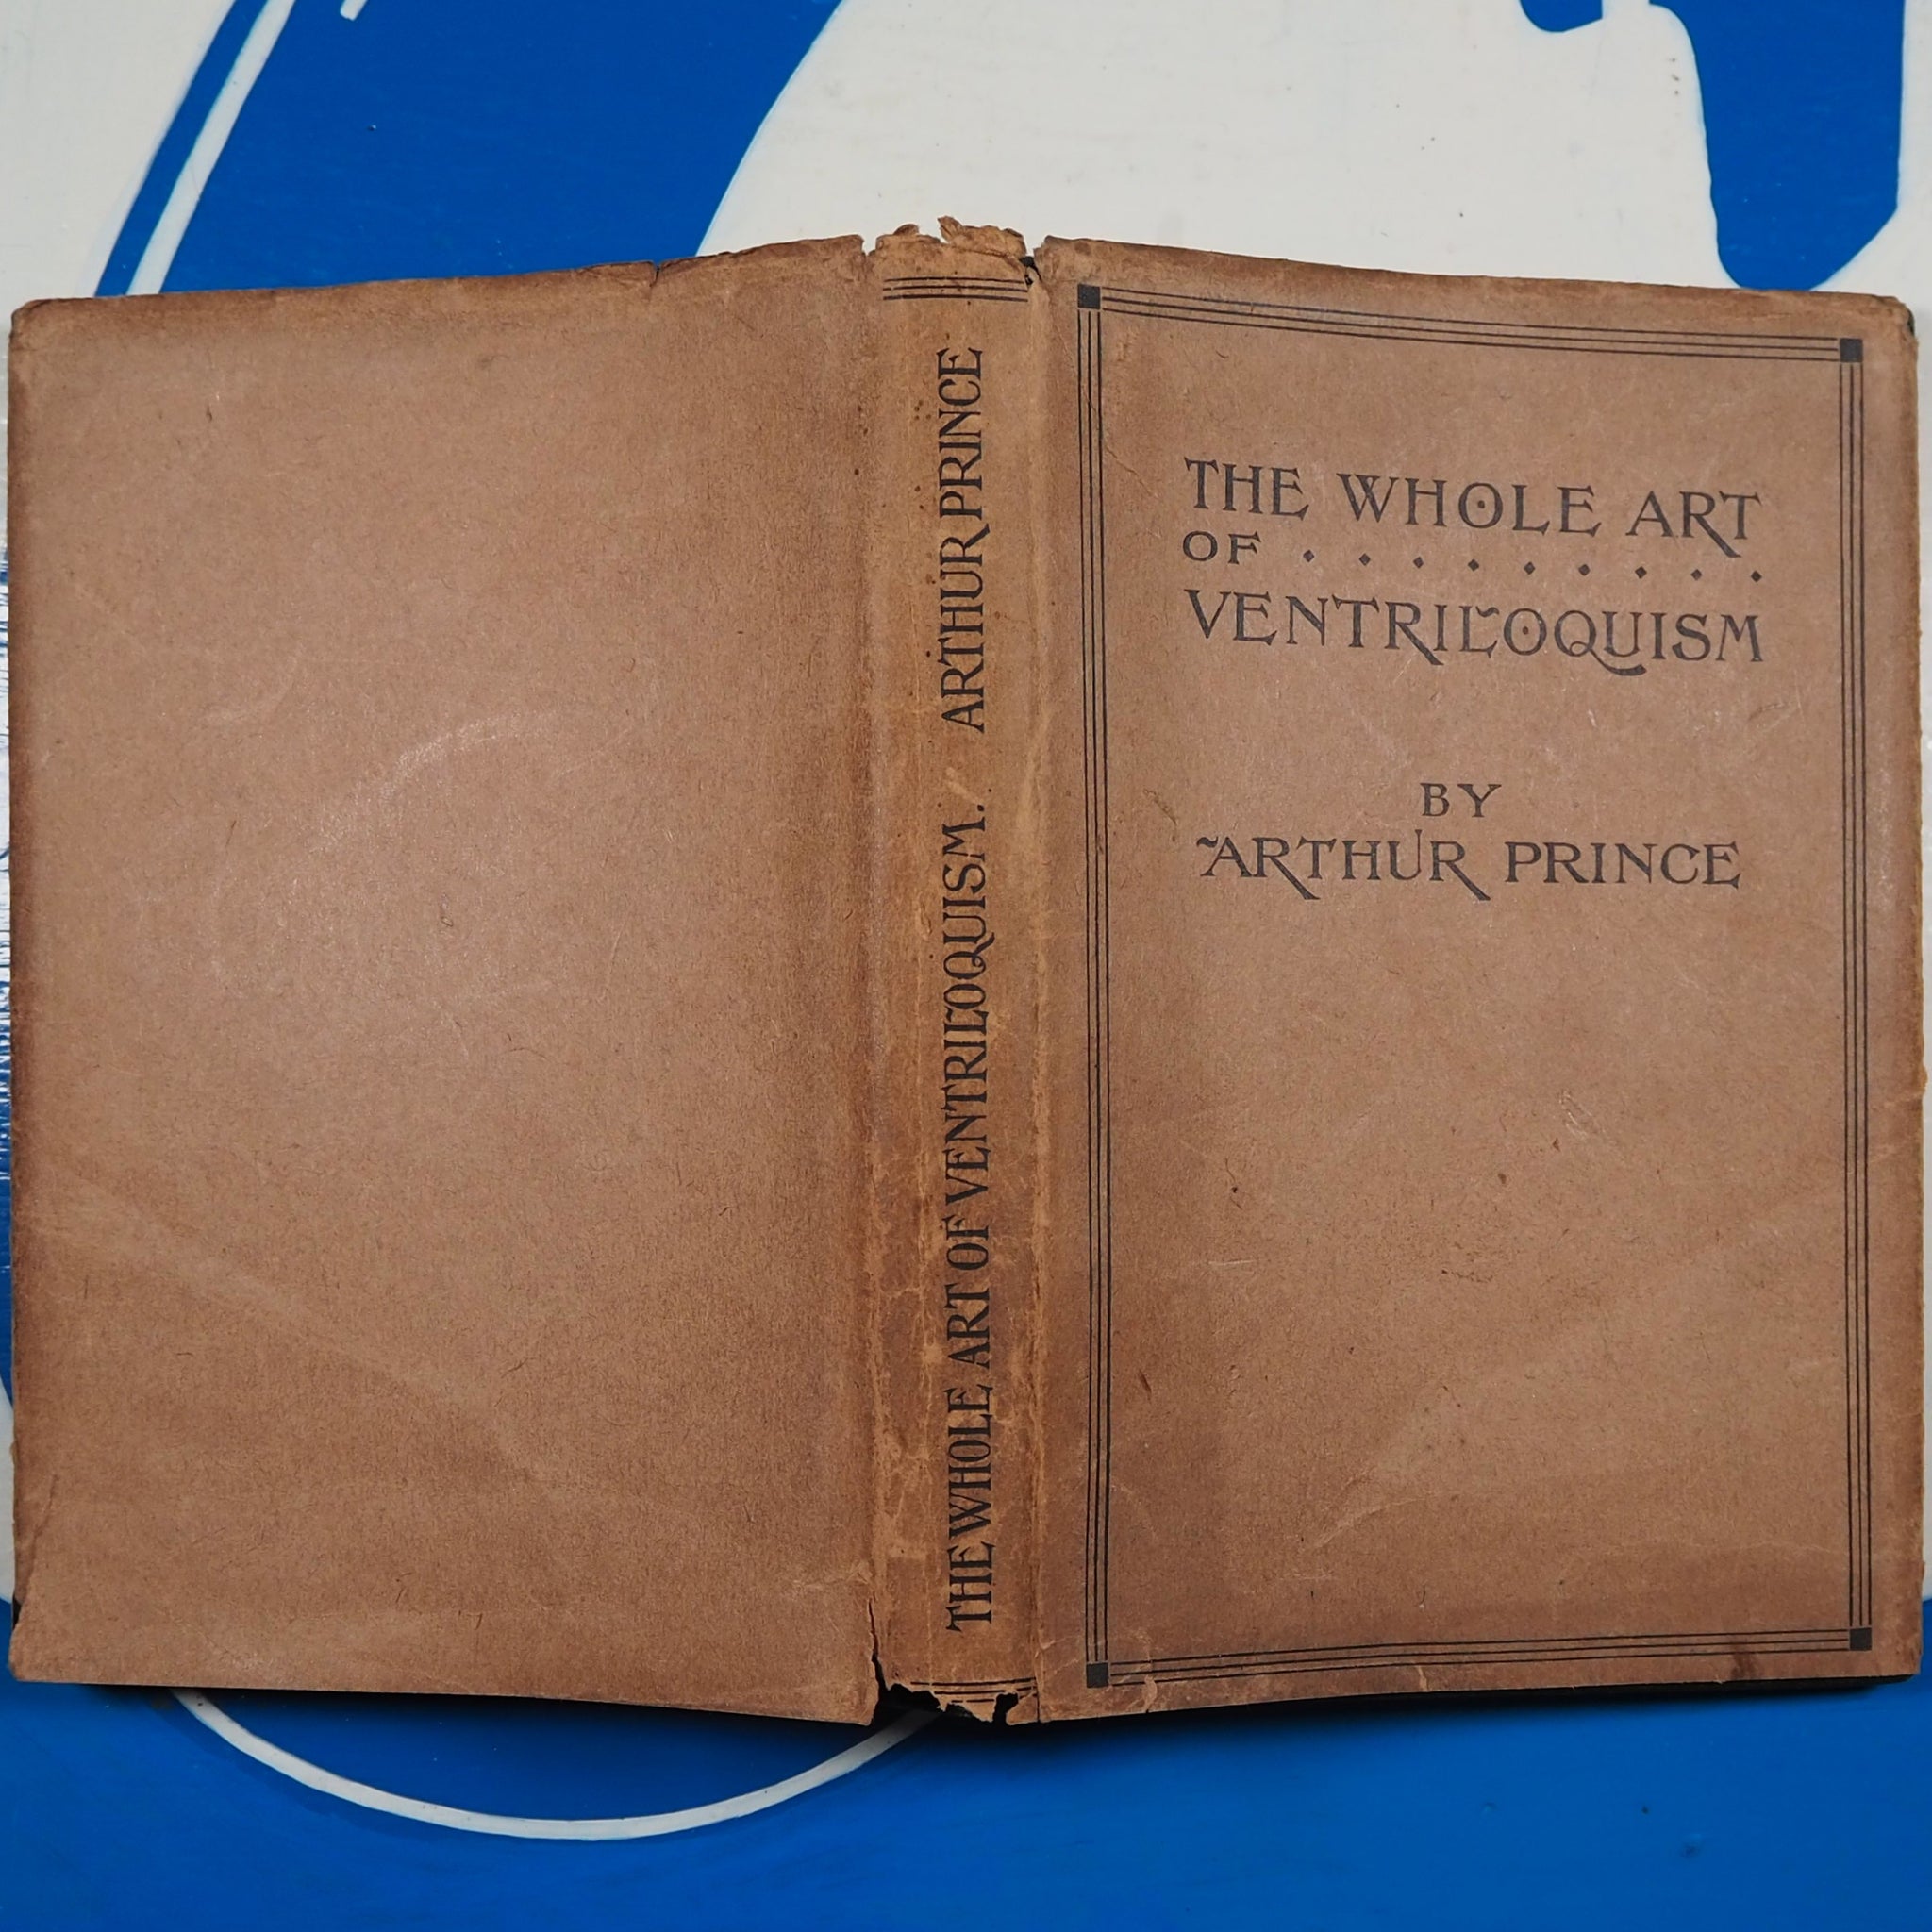 THE WHOLE ART
OF . . . . . . . . .
VENTRILOQUISM
BY
ARTHUR PRINCE
THE WHOLE ART OF VENTRILOQUISM. ARTHUR PRINCE